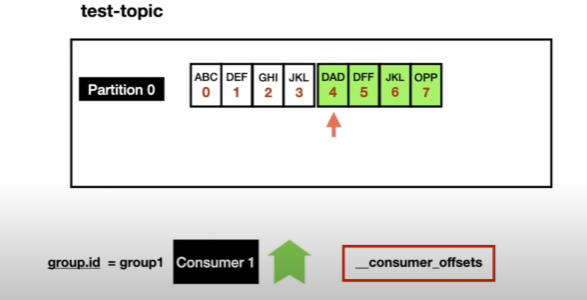 test-topic
Partition 0
ABC DEF GHI JKL DAD DFF JKL OPP
0 1 2 3 4 5 6 7
group.id = group1 Consumer 1 __consumer_offsets